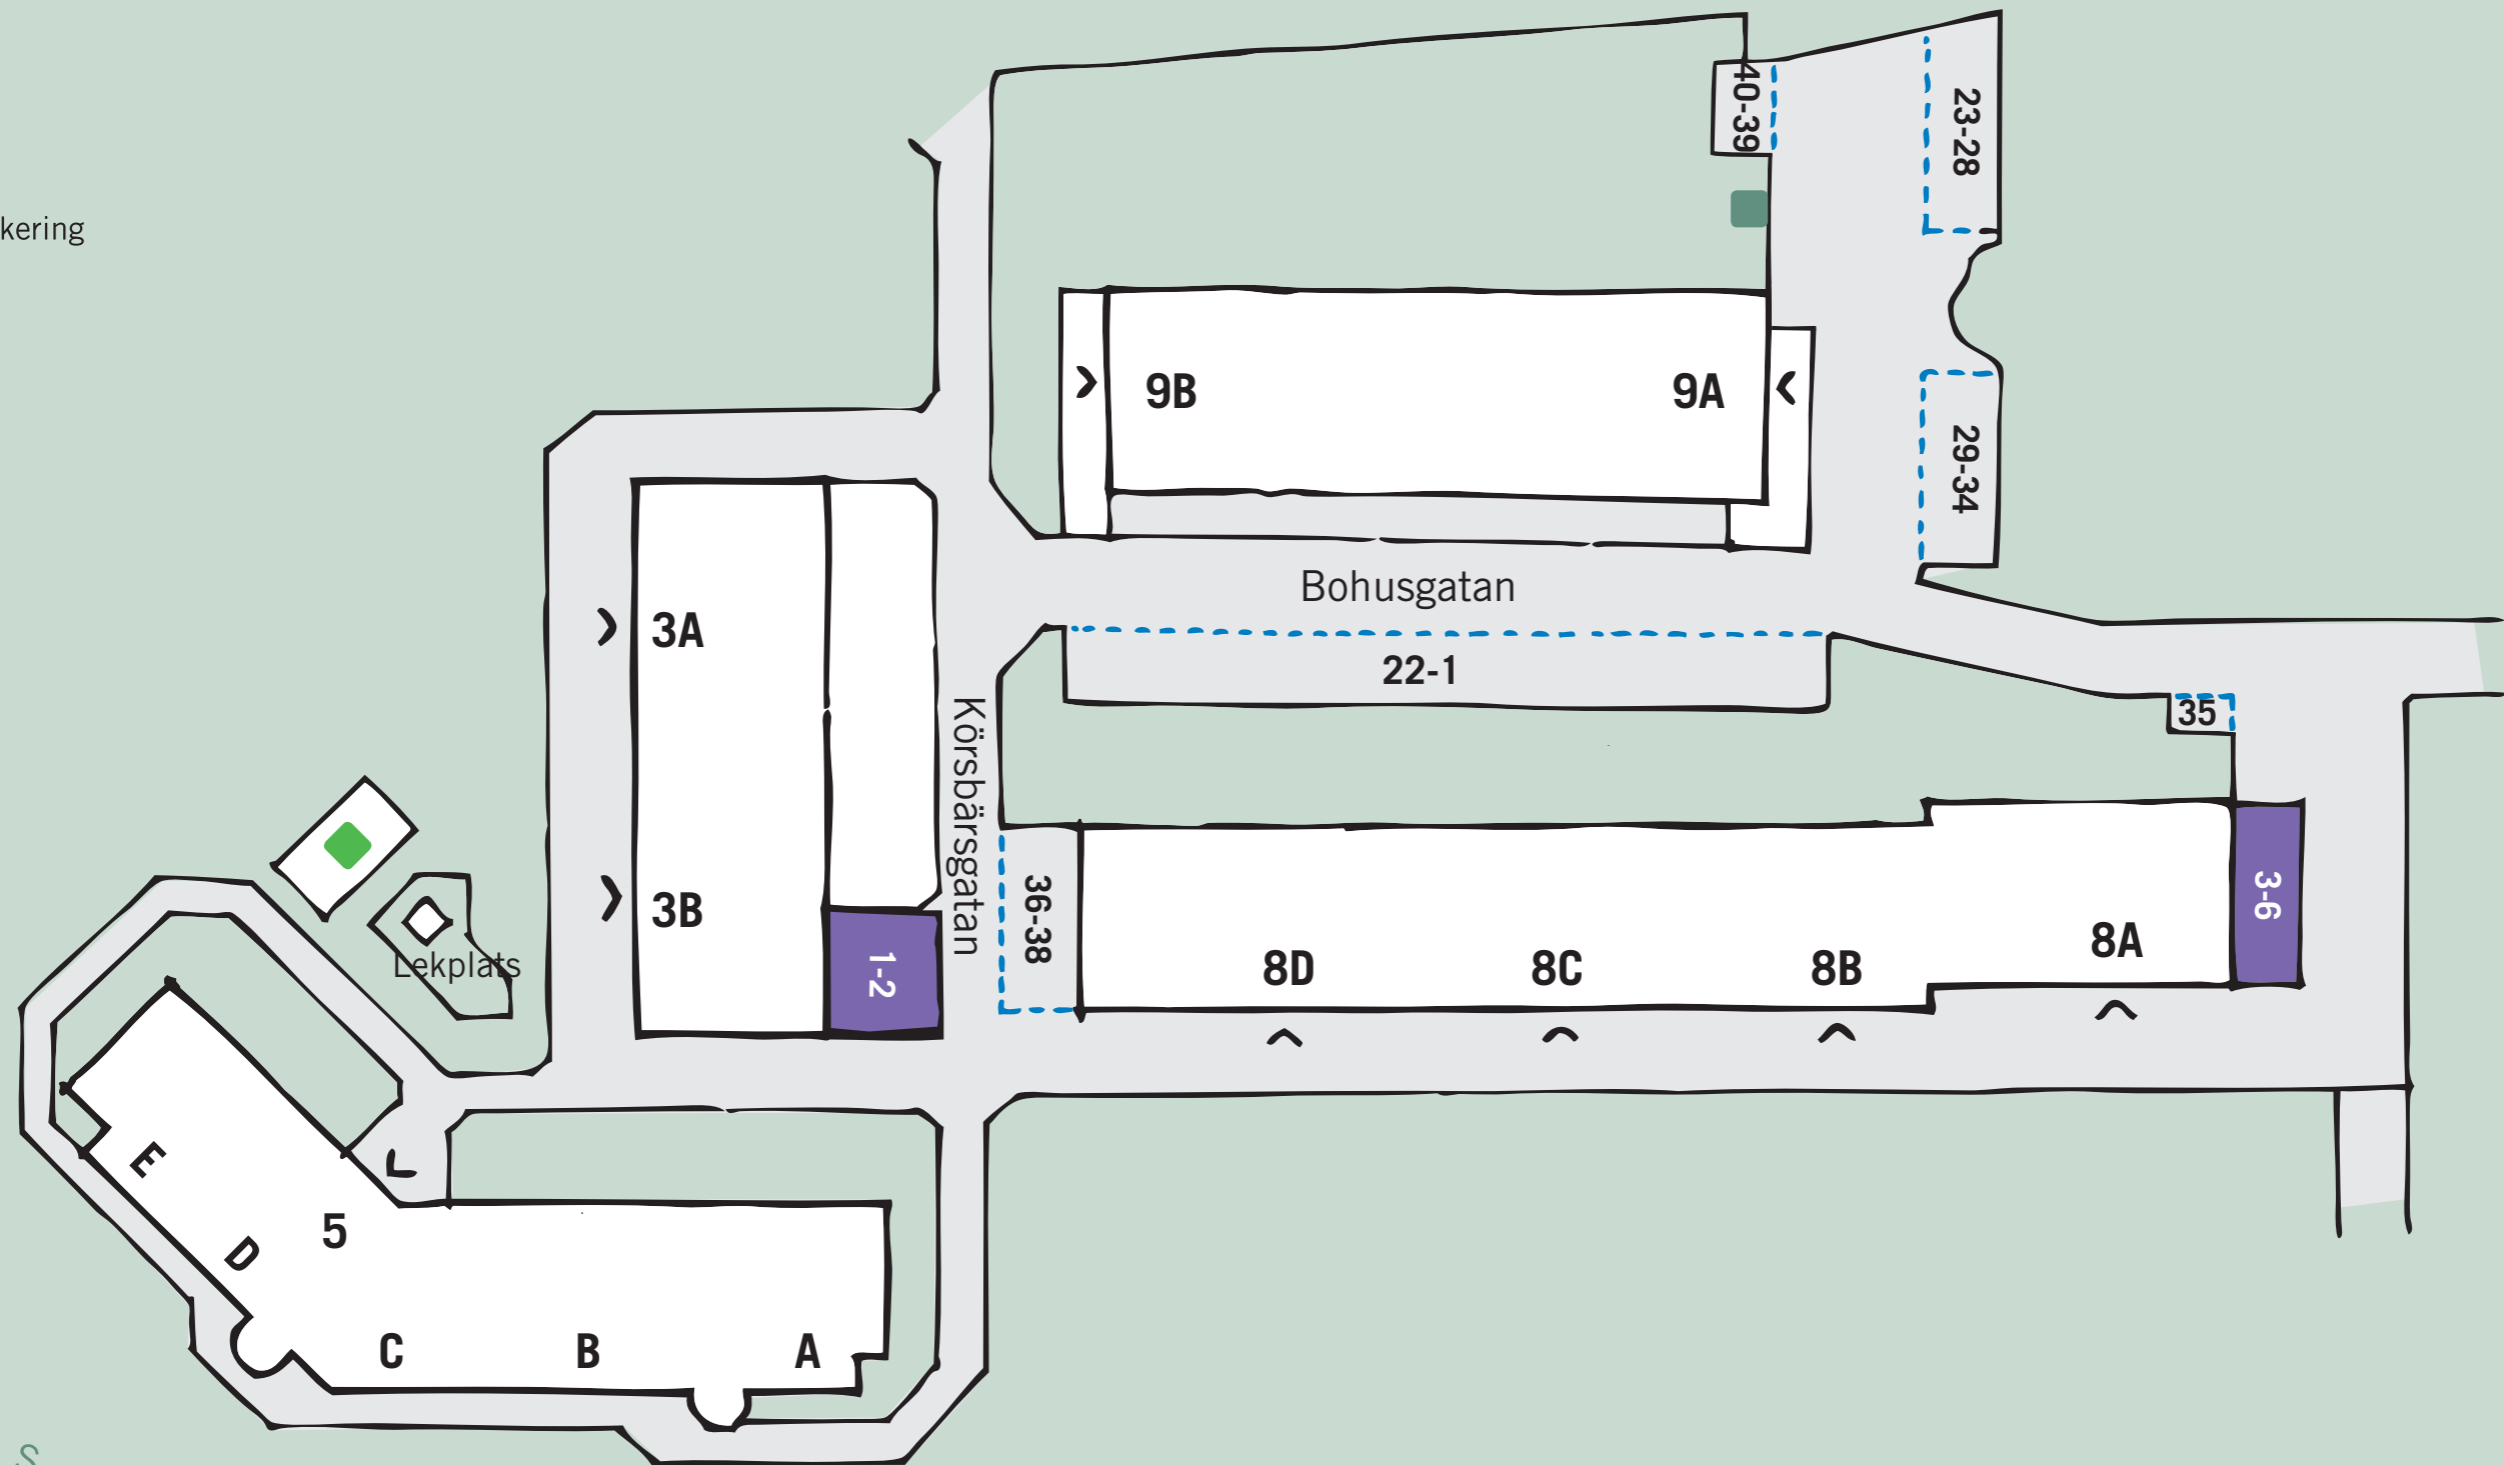 40-39
23-28
kering
9B
9A
29-34
Bohusgatan
3A
22-1
35
Körsbärsgatan
3B
36-38
3-6
8A
Lekplats
1-2
8D
8C
8B
E
5
D
C
B
A
S